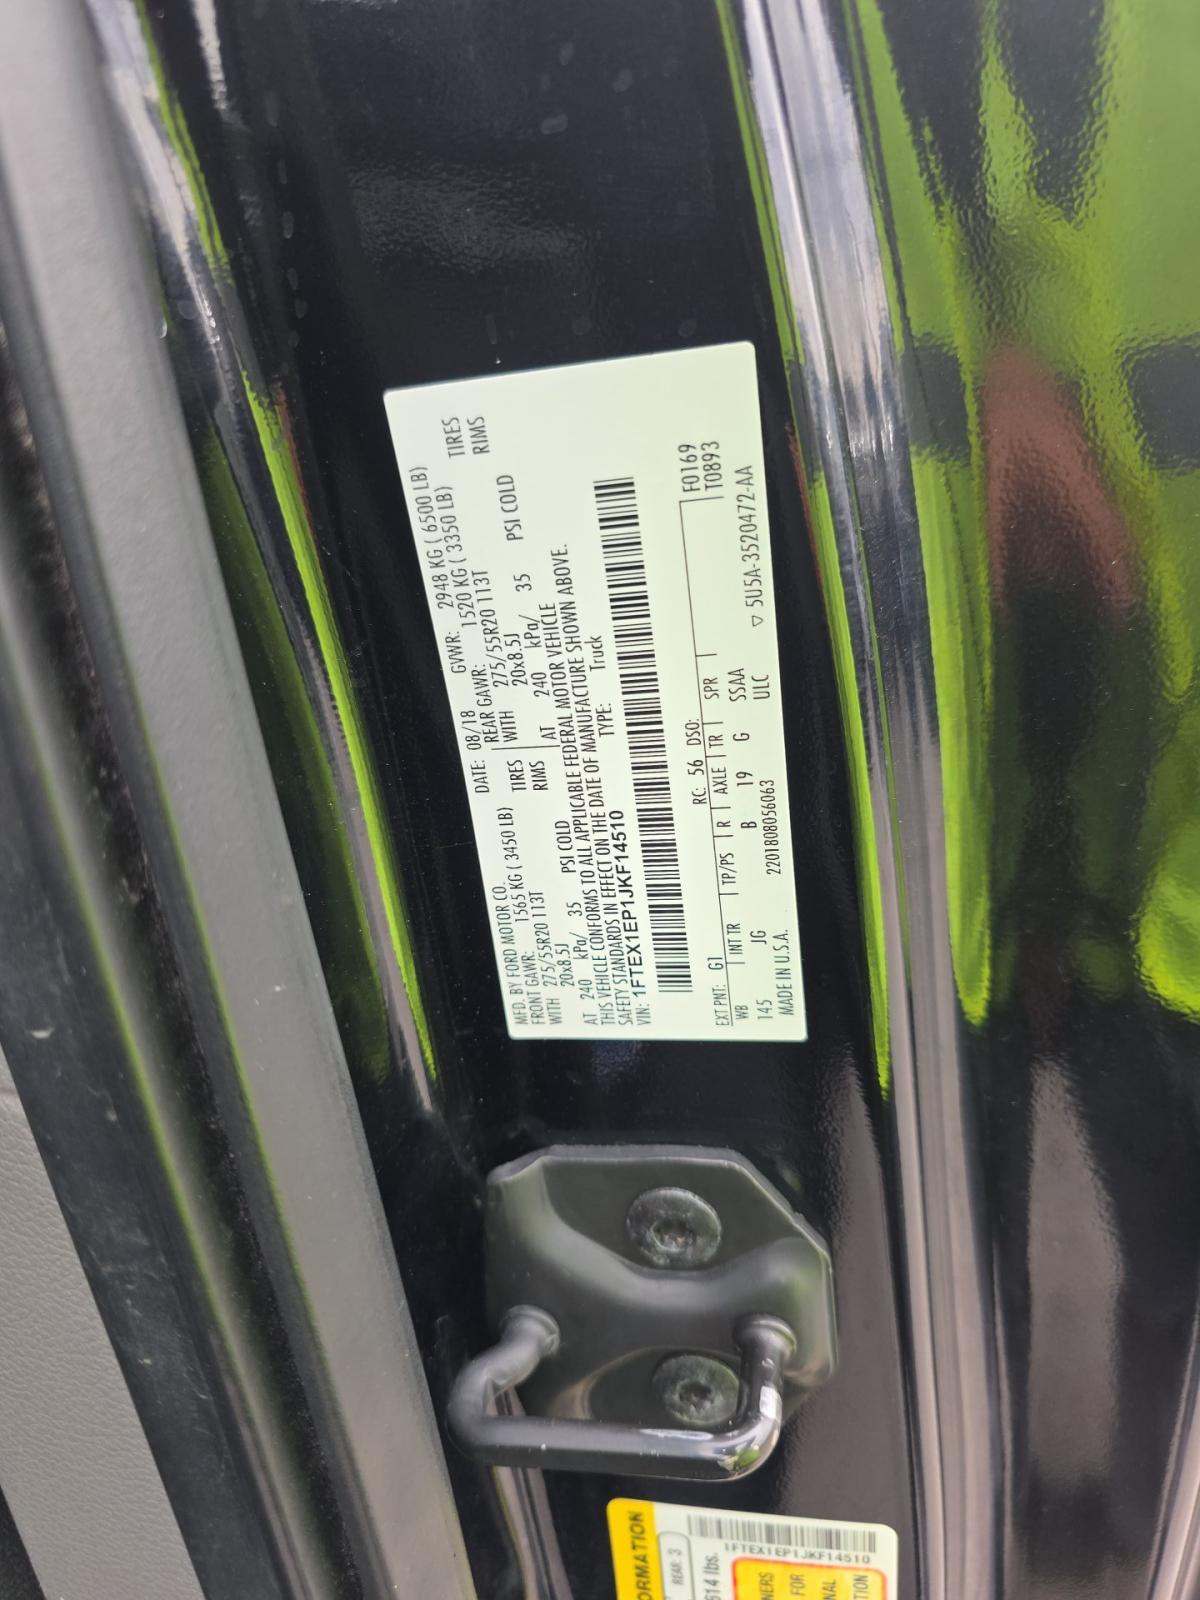 MFD. BY FORD MOTOR CO. DATE: 08/18 GVWR: 2948 KG ( 6500 LB)
FRONT GAWR: 1565 KG ( 3450 LB) REAR GAWR: 1520 KG ( 3350 LB)
WITH 275/55R20 113T TIRES WITH 275/55R20 113T TIRES
20x8.5J RIMS 20x8.5J RIMS
AT 240 kPa/ 35 PSI COLD AT 240 kPa/ 35 PSI COLD
THIS VEHICLE CONFORMS TO ALL APPLICABLE FEDERAL MOTOR VEHICLE
SAFETY STANDARDS IN EFFECT ON THE DATE OF MANUFACTURE SHOWN ABOVE.
VIN: 1FTEX1EP1JKF14510 TYPE: Truck
F0169
EXT PNT: G1 RC: 56 DSO: T0893
WB INT TR TP/PS R AXLE TR SPR
145 JG B 19 G SSAA
MADE IN U.S.A. 2201808056063 ULC ▽ 5U5A-3520472-AA
ORMATION
REAR: 3
614 lbs.
1FTEX1EP1JKF14510
NERS
FOR
NAL
TION